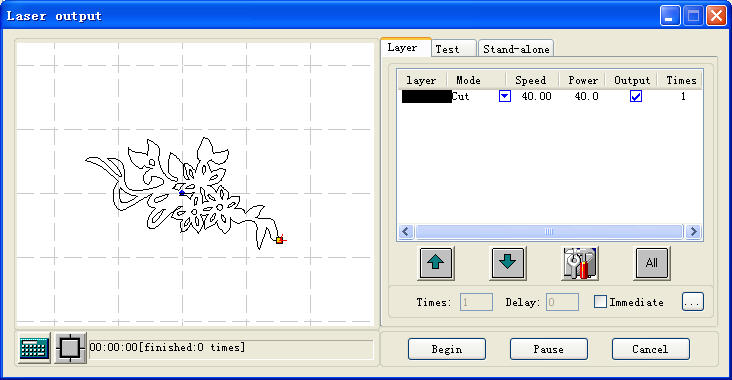 Laser output
Layer Test Stand-alone
layer Mode Speed Power Output Times
Cut 40.00 40.0 1
All
Times: 1 Delay: 0 Immediate ...
00:00:00[finished:0 times]
Begin Pause Cancel